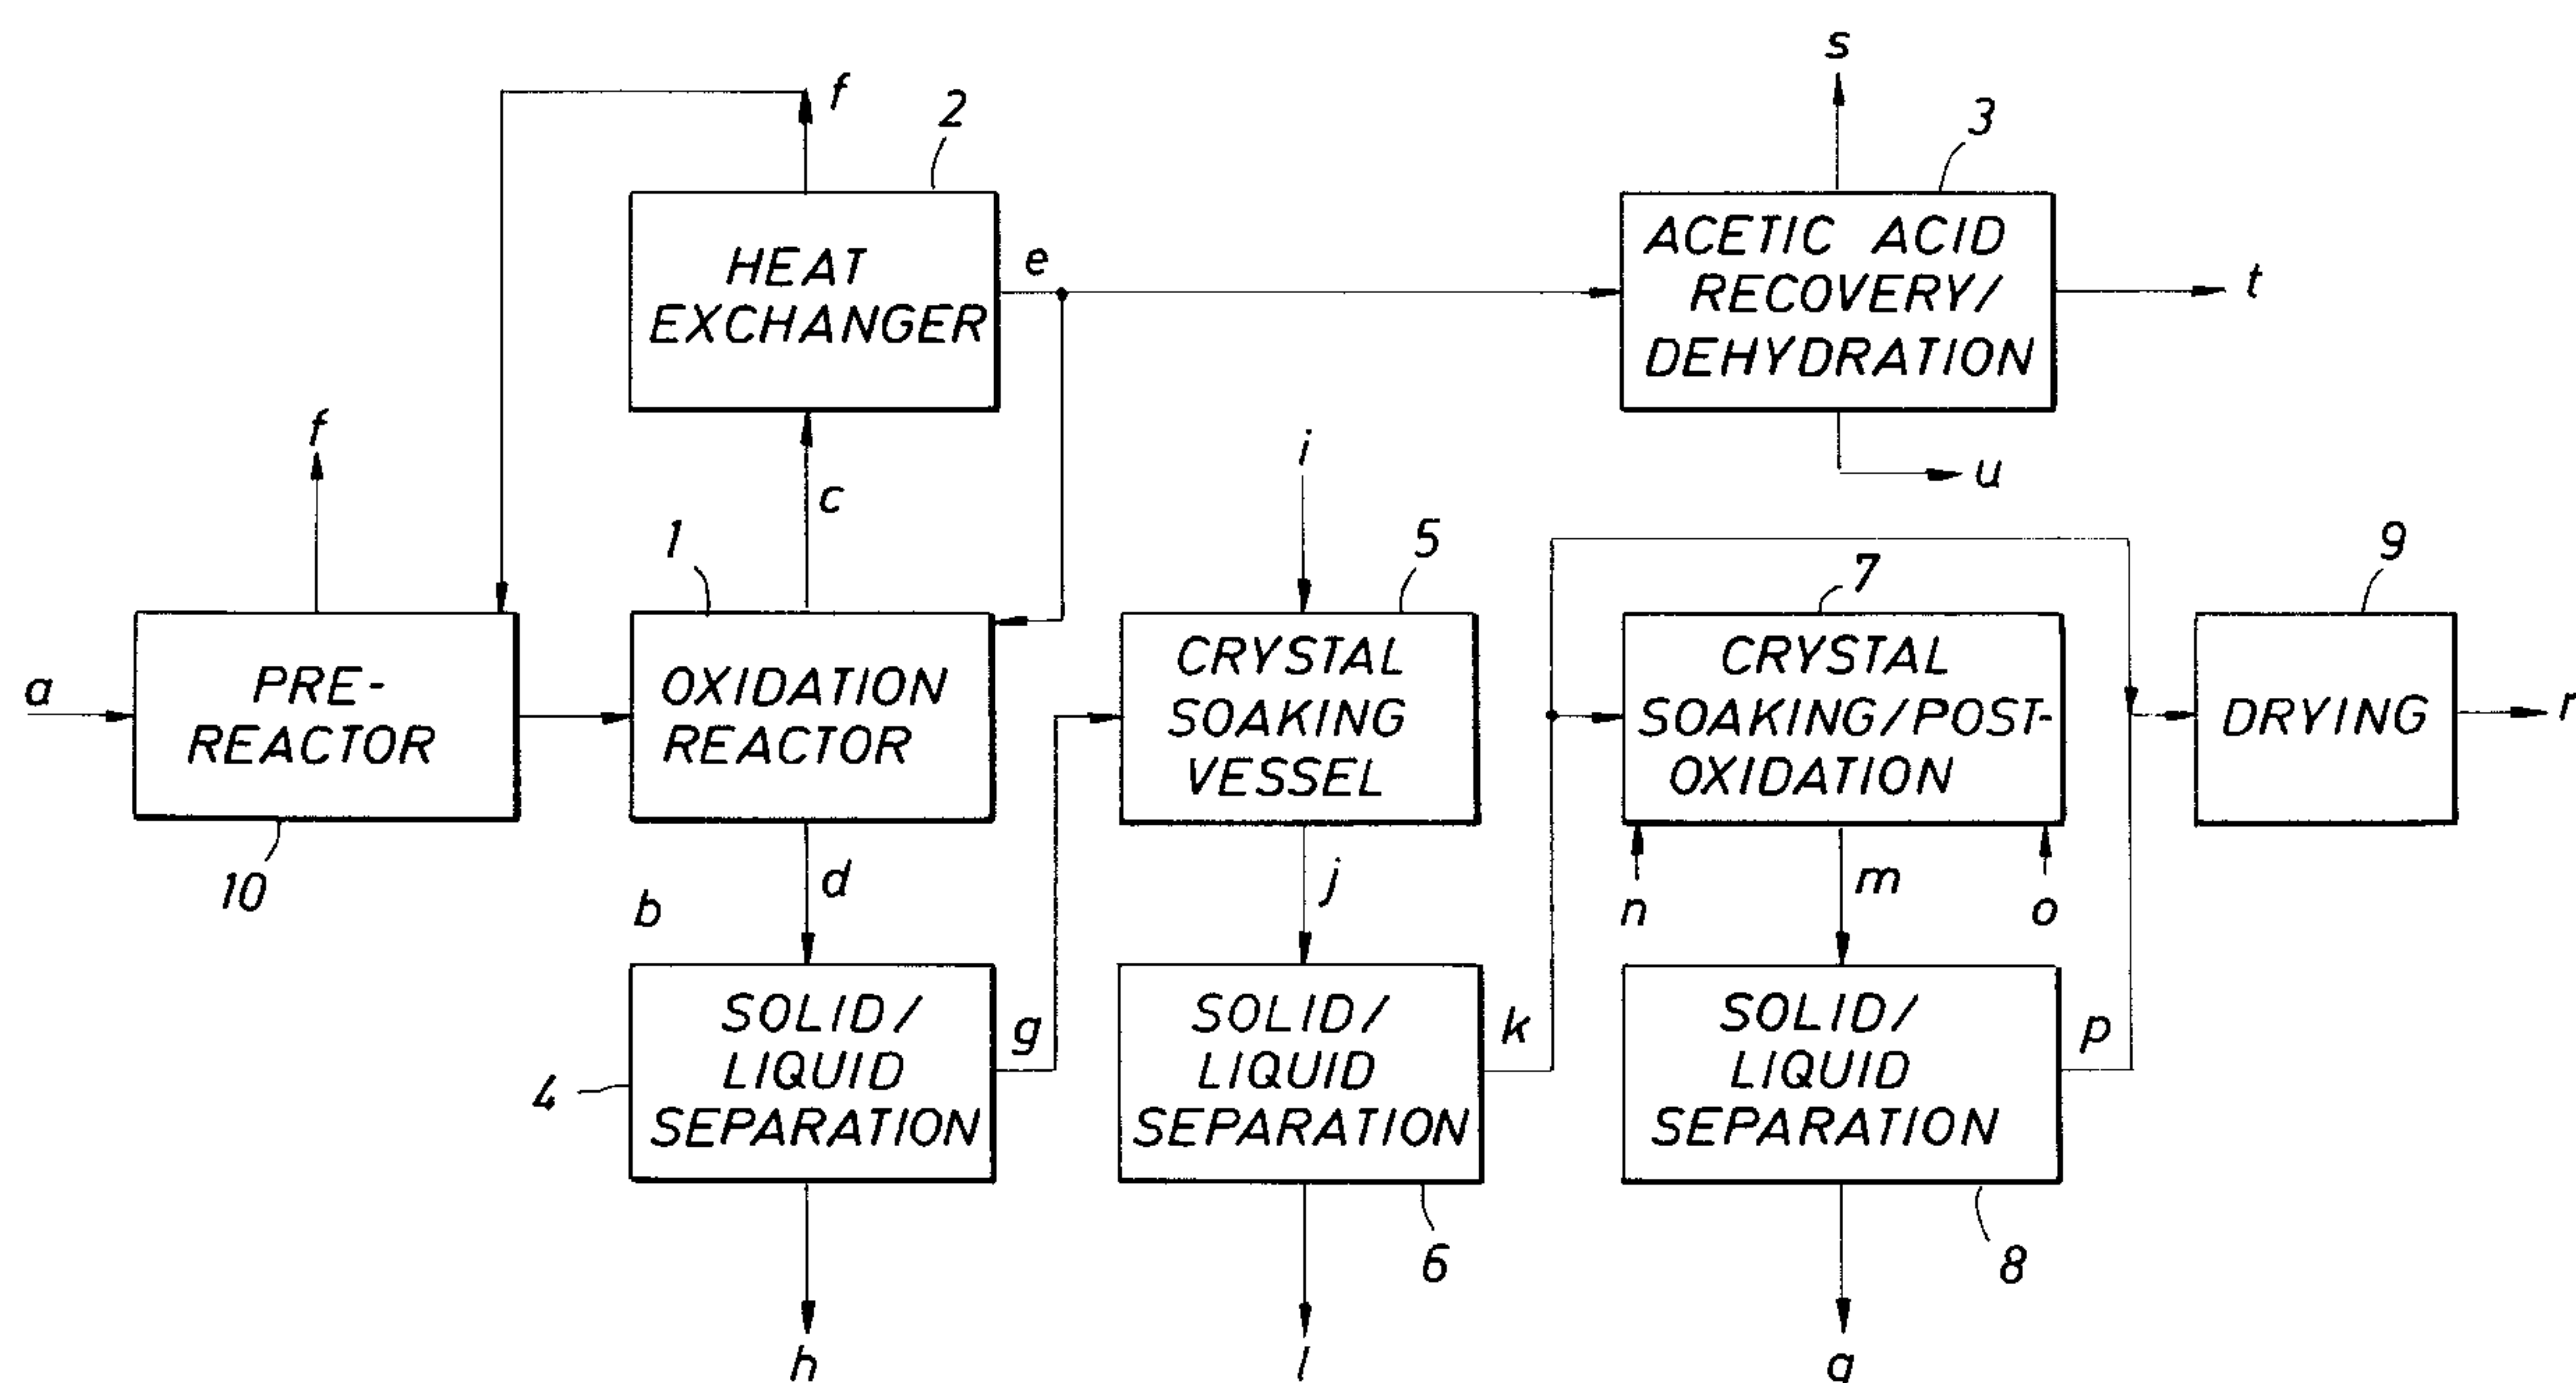 s
f
2
3
HEAT
EXCHANGER
e
ACETIC ACID
RECOVERY/
DEHYDRATION
t
f
c
i
u
1
5
7
9
a
PRE-
REACTOR
OXIDATION
REACTOR
CRYSTAL
SOAKING
VESSEL
CRYSTAL
SOAKING/POST-
OXIDATION
DRYING
r
10
b
d
j
n
m
o
4
SOLID/
LIQUID
SEPARATION
g
SOLID/
LIQUID
SEPARATION
k
SOLID/
LIQUID
SEPARATION
p
6
8
h
l
q